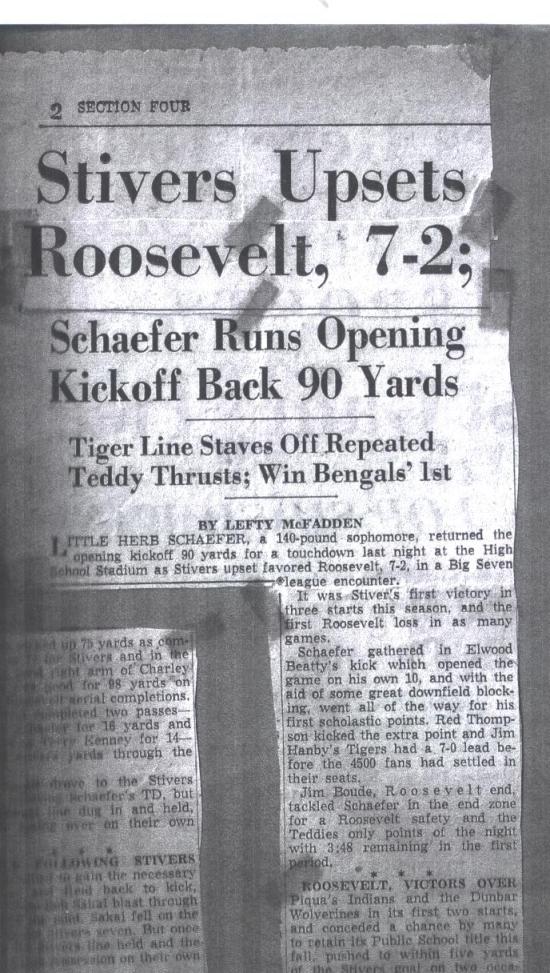 2 SECTION FOUR
Stivers Upsets
Roosevelt, 7-2;
Schaefer Runs Opening
Kickoff Back 90 Yards
Tiger Line Staves Off Repeated
Teddy Thrusts; Win Bengals' 1st
BY LEFTY McFADDEN
LITTLE HERB SCHAEFER, a 140-pound sophomore, returned the
opening kickoff 90 yards for a touchdown last night at the High
School Stadium as Stivers upset favored Roosevelt, 7-2, in a Big Seven
league encounter.
It was Stiver's first victory in
three starts this season, and the
first Roosevelt loss in as many
games.
Schaefer gathered in Elwood
Beatty's kick which opened the
game on his own 10, and with the
aid of some great downfield block-
ing, went all of the way for his
first scholastic points. Red Thomp-
son kicked the extra point and Jim
Hanby's Tigers had a 7-0 lead be-
fore the 4500 fans had settled in
their seats.
Jim Boude, Roosevelt end,
tackled Schaefer in the end zone
for a Roosevelt safety and the
Teddies only points of the night
with 3:48 remaining in the first
period.
* * *
ROOSEVELT, VICTORS OVER
Piqua's Indians and the Dunbar
Wolverines in its first two starts,
and conceded a chance by many
to retain its Public School title this
fall, pushed to within five yards
up 75 yards as com-
Stivers and in the
right arm of Charley
good for 98 yards on
aerial completions.
completed two passes—
for 16 yards and
Kenney for 14—
yards through the
drove to the Stivers
Schaefer's TD, but
line dug in and held,
over on their own
* * *
FOLLOWING STIVERS
to gain the necessary
field back to kick,
Sakai blast through
Sakai fell on the
seven. But once
line held and the
possession on their own